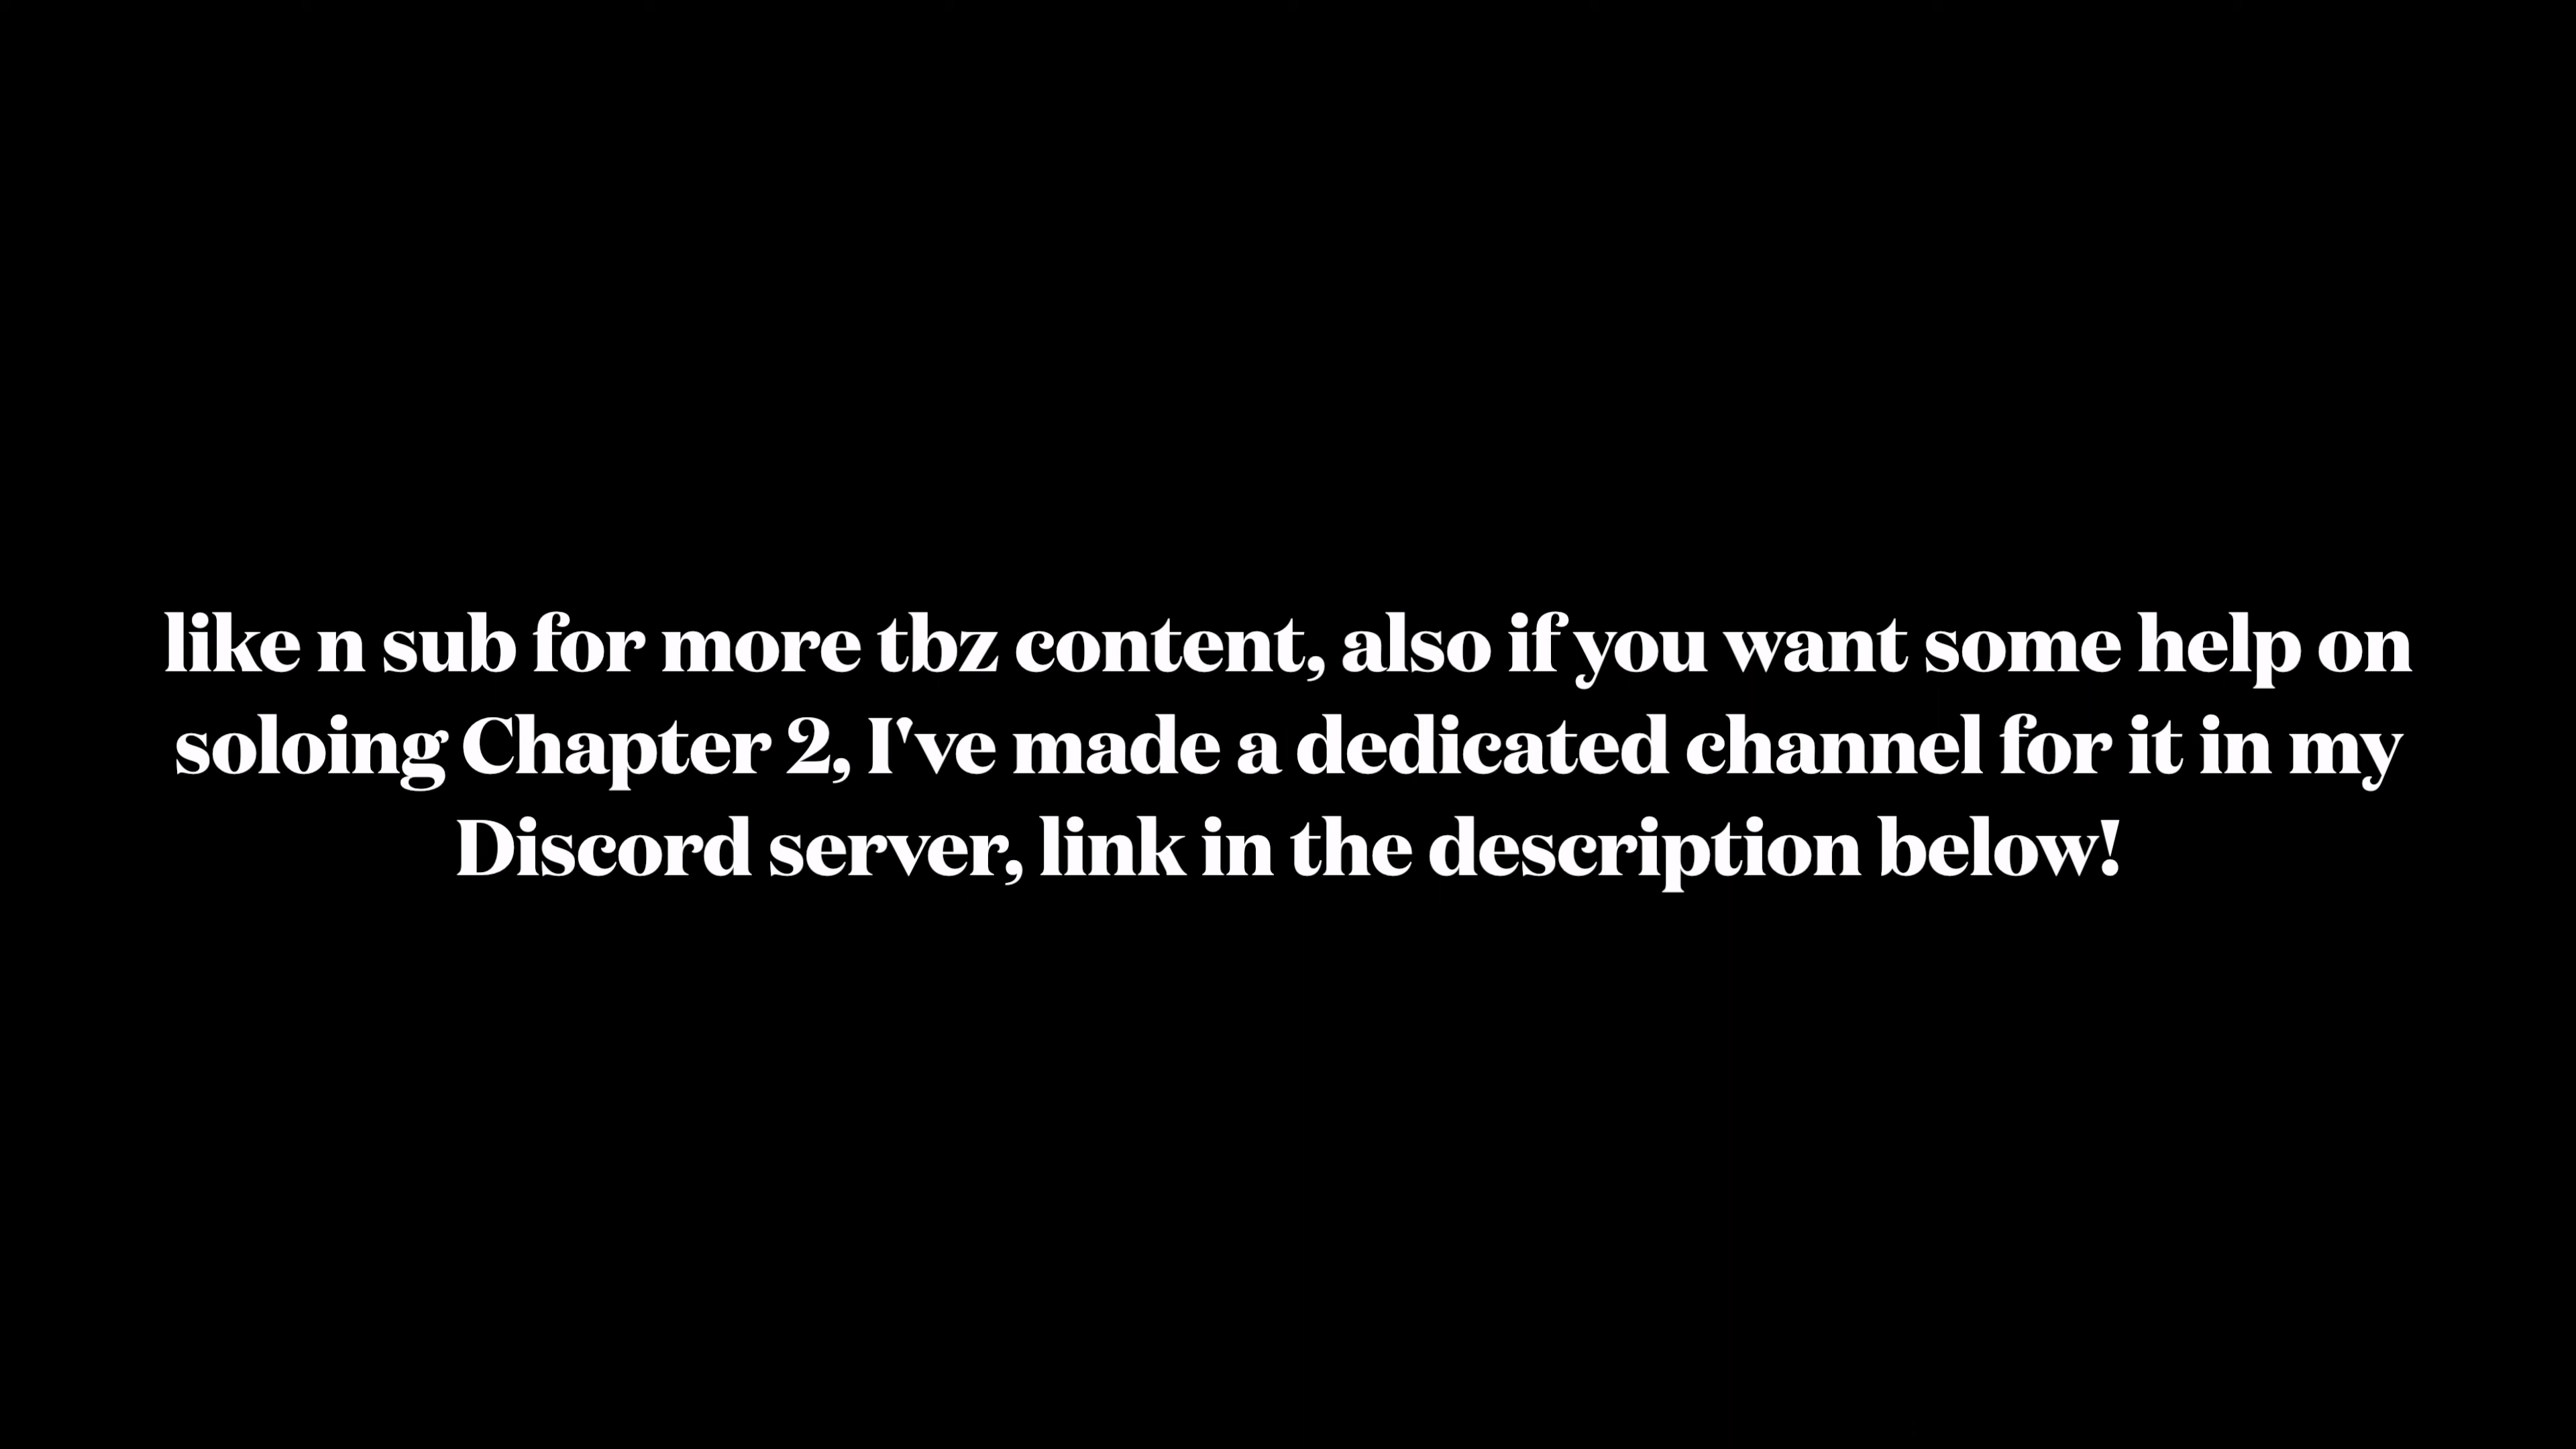 like n sub for more tbz content, also if you want some help on
soloing Chapter 2, I've made a dedicated channel for it in my
Discord server, link in the description below!